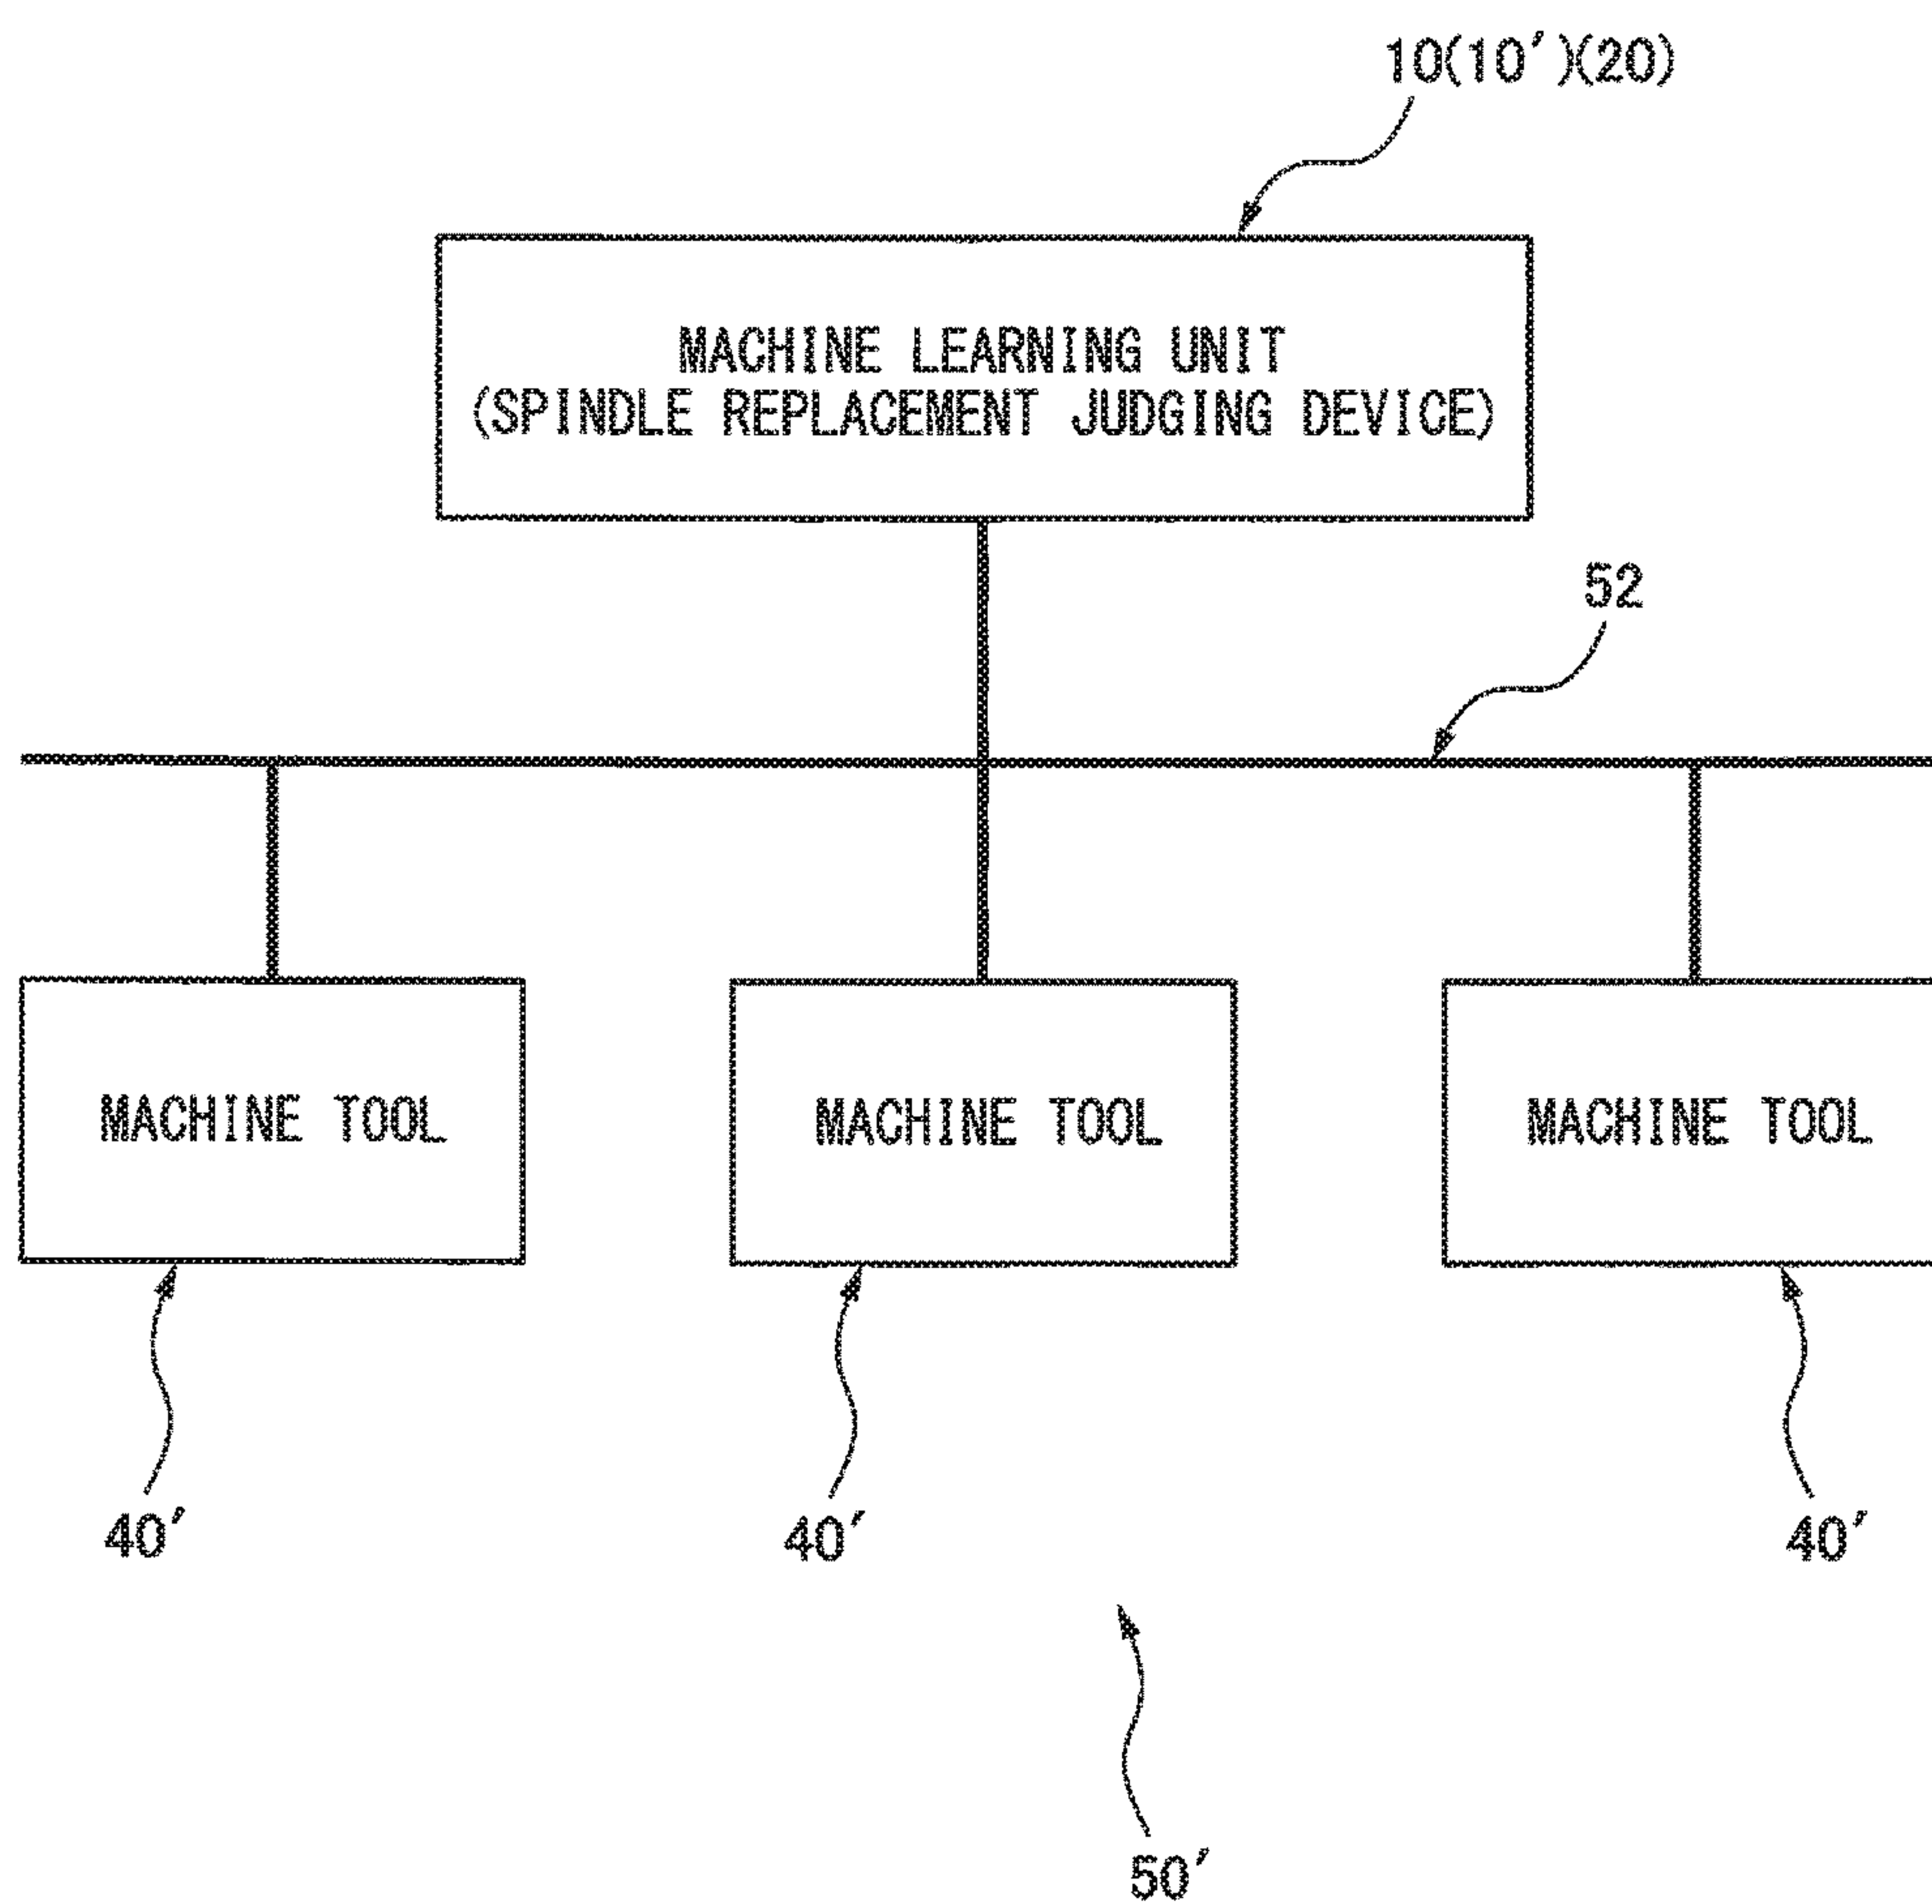 10(10′)(20)
MACHINE LEARNING UNIT
(SPINDLE REPLACEMENT JUDGING DEVICE)
52
MACHINE TOOL
MACHINE TOOL
MACHINE TOOL
40′
40′
40′
50′